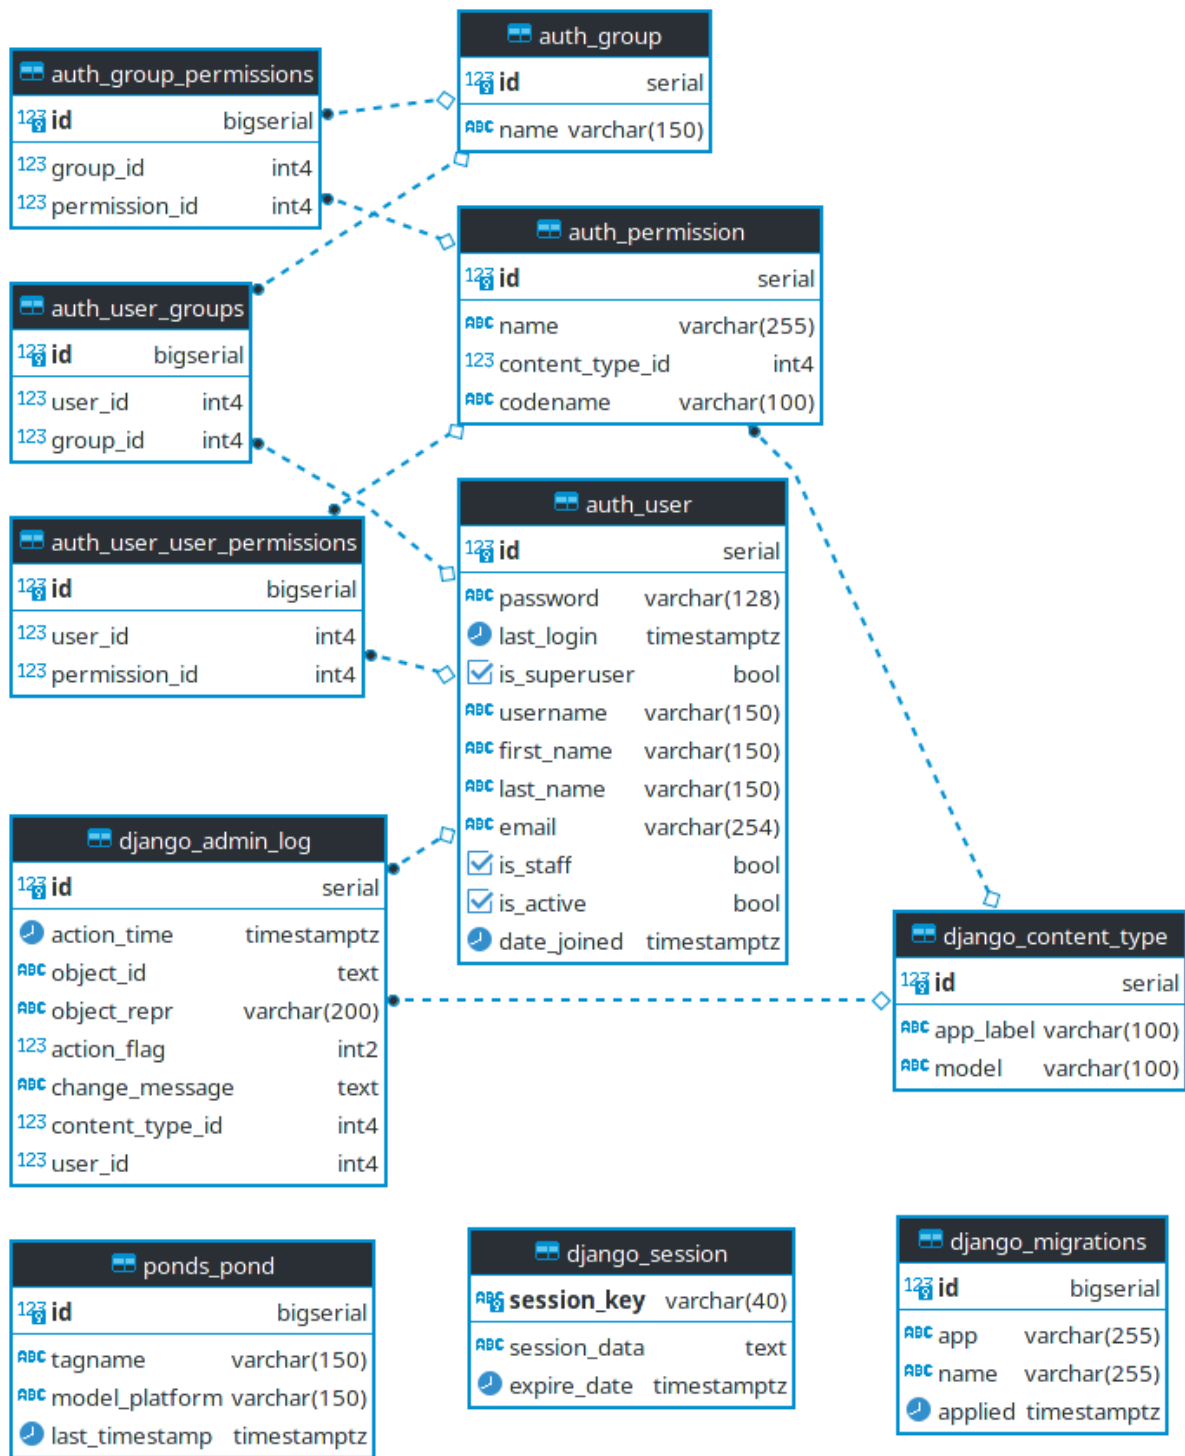 auth_group
id serial
name varchar(150)
auth_group_permissions
id bigserial
group_id int4
permission_id int4
auth_permission
id serial
name varchar(255)
content_type_id int4
codename varchar(100)
auth_user_groups
id bigserial
user_id int4
group_id int4
auth_user
id serial
password varchar(128)
last_login timestamptz
is_superuser bool
username varchar(150)
first_name varchar(150)
last_name varchar(150)
email varchar(254)
is_staff bool
is_active bool
date_joined timestamptz
auth_user_user_permissions
id bigserial
user_id int4
permission_id int4
django_admin_log
id serial
action_time timestamptz
object_id text
object_repr varchar(200)
action_flag int2
change_message text
content_type_id int4
user_id int4
django_content_type
id serial
app_label varchar(100)
model varchar(100)
ponds_pond
id bigserial
tagname varchar(150)
model_platform varchar(150)
last_timestamp timestamptz
django_session
session_key varchar(40)
session_data text
expire_date timestamptz
django_migrations
id bigserial
app varchar(255)
name varchar(255)
applied timestamptz